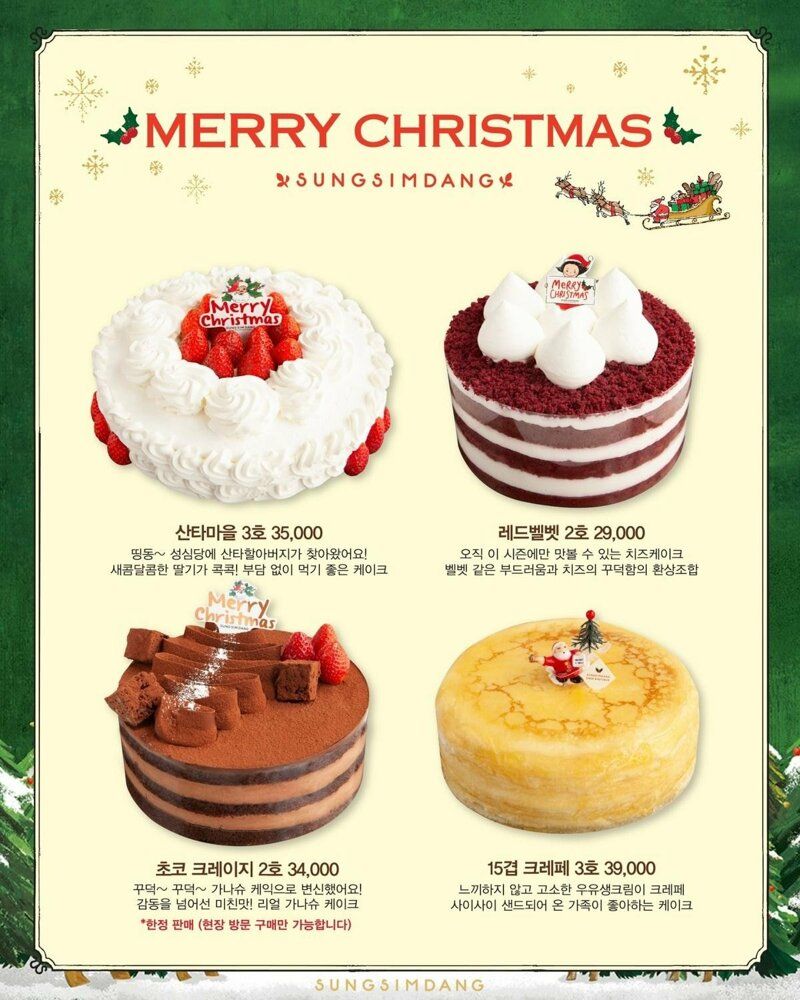 MERRY CHRISTMAS
SUNGSIMDANG
Merry
Christmas
MERRY
CHRISTMAS
산타마을 3호 35,000
띵동~ 성심당에 산타할아버지가 찾아왔어요!
새콤달콤한 딸기가 콕콕! 부담 없이 먹기 좋은 케이크
레드벨벳 2호 29,000
오직 이 시즌에만 맛볼 수 있는 치즈케이크
벨벳 같은 부드러움과 치즈의 꾸덕함의 환상조합
Merry
Christmas
초코 크레이지 2호 34,000
꾸덕~ 꾸덕~ 가나슈 케익으로 변신했어요!
감동을 넘어선 미친맛! 리얼 가나슈 케이크
*한정 판매 (현장 방문 구매만 가능합니다)
15겹 크레페 3호 39,000
느끼하지 않고 고소한 우유생크림이 크레페
사이사이 샌드되어 온 가족이 좋아하는 케이크
SUNGSIMDANG